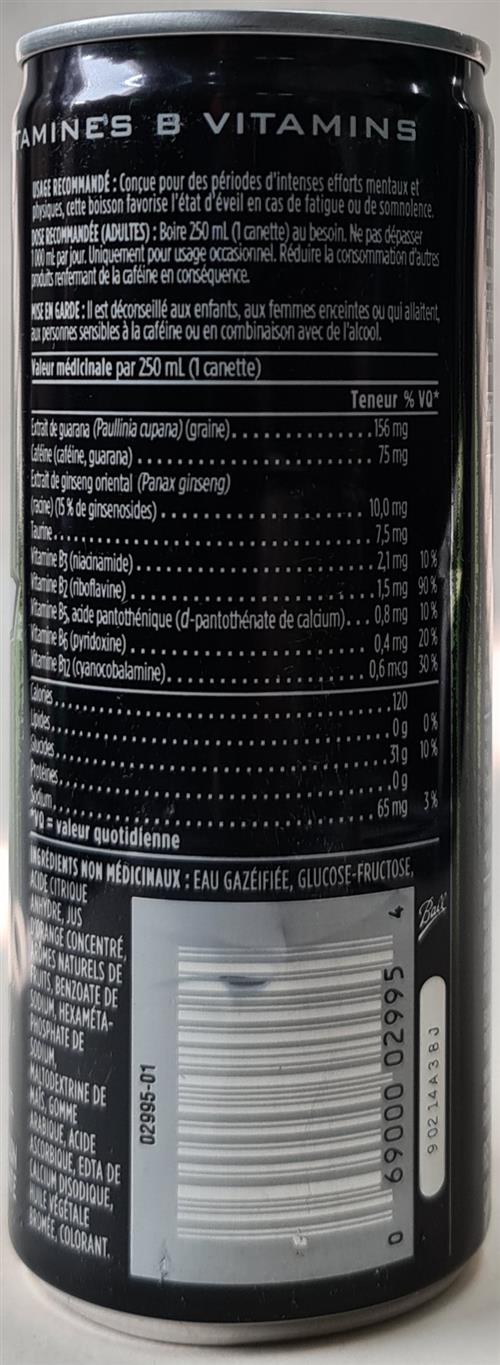 TAMINES B VITAMINS
USAGE RECOMMANDÉ : Conçue pour des périodes d'intenses efforts mentaux et
physiques, cette boisson favorise l'état d'éveil en cas de fatigue ou de somnolence.
DOSE RECOMMANDÉE (ADULTES) : Boire 250 mL (1 canette) au besoin. Ne pas dépasser
1 000 mL par jour. Uniquement pour usage occasionnel. Réduire la consommation d'autres
produits renfermant de la caféine en conséquence.
MISE EN GARDE : Il est déconseillé aux enfants, aux femmes enceintes ou qui allaitent,
aux personnes sensibles à la caféine ou en combinaison avec de l'alcool.
Valeur médicinale par 250 mL (1 canette)
Teneur % VQ*
Extrait de guarana (Paullinia cupana) (graine)..................156 mg
Caféine (caféine, guarana)..................75 mg
Extrait de ginseng oriental (Panax ginseng)
(racine) (15 % de ginsenosides)..................10,0 mg
Taurine..................7,5 mg
Vitamine B3 (niacinamide)..................2,1 mg 10 %
Vitamine B2 (riboflavine)..................1,5 mg 90 %
Vitamine B5, acide pantothénique (d-pantothénate de calcium)...0,8 mg 10 %
Vitamine B6 (pyridoxine)..................0,4 mg 20 %
Vitamine B12 (cyanocobalamine)..................0,6 mcg 30 %
Calories..................120
Lipides..................0 g 0 %
Glucides..................31 g 10 %
Protéines..................0 g
Sodium..................65 mg 3 %
*VQ = valeur quotidienne
INGRÉDIENTS NON MÉDICINAUX : EAU GAZÉIFIÉE, GLUCOSE-FRUCTOSE,
ACIDE CITRIQUE
ANHYDRE, JUS
D'ORANGE CONCENTRÉ,
ARÔMES NATURELS DE
FRUITS, BENZOATE DE
SODIUM, HEXAMÉTA-
PHOSPHATE DE
SODIUM,
MALTODEXTRINE DE
MAÏS, GOMME
ARABIQUE, ACIDE
ASCORBIQUE, EDTA DE
CALCIUM DISODIQUE,
HUILE VÉGÉTALE
BROMÉE, COLORANT.
02995-01
0 69000 02995 4
Ball
9 02 14 A 3 B J